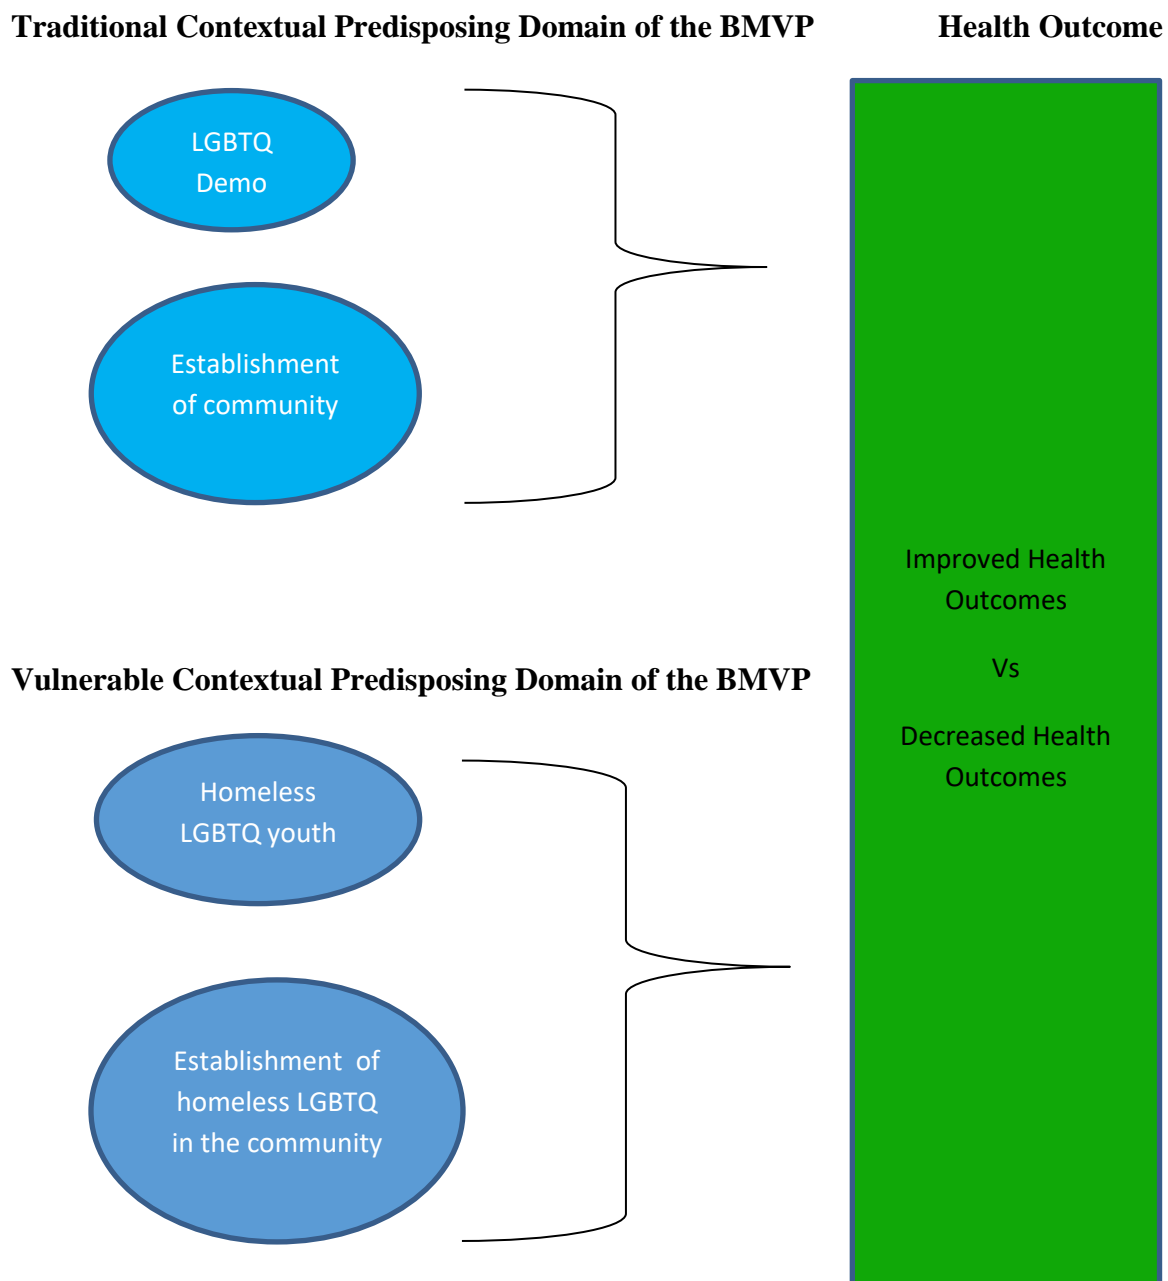 Traditional Contextual Predisposing Domain of the BMVP
Health Outcome
LGBTQ
Demo
Establishment
of community
Vulnerable Contextual Predisposing Domain of the BMVP
Homeless
LGBTQ youth
Establishment  of
homeless LGBTQ
in the community
Improved Health
Outcomes
Vs
Decreased Health
Outcomes